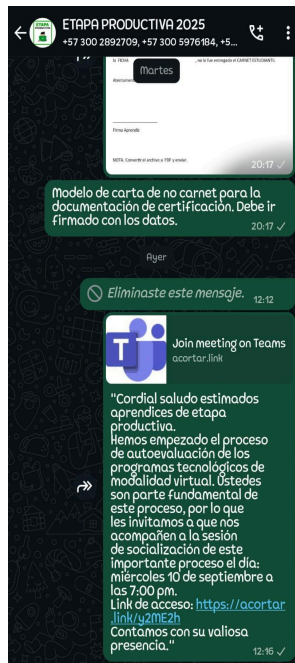 ETAPA PRODUCTIVA 2025
+57 300 2892709, +57 300 5976184, +5...
la FICHA , no le fue entregado el CARNET ESTUDIANTIL
Martes
Atentamente
Firma Aprendiz
NOTA: Convertir el archivo a PDF y enviar.
20:17
Modelo de carta de no carnet para la
documentación de certificación. Debe ir
firmado con los datos.
20:17
Ayer
Eliminaste este mensaje. 12:12
Join meeting on Teams
acortar.link
"Cordial saludo estimados
aprendices de etapa
productiva.
Hemos empezado el proceso
de autoevaluación de los
programas tecnológicos de
modalidad virtual. Ustedes
son parte fundamental de
este proceso, por lo que
les invitamos a que nos
acompañen a la sesión
de socialización de este
importante proceso el día:
miércoles 10 de septiembre a
las 7:00 pm.
Link de acceso: https://acortar
.link/y2ME2h
Contamos con su valiosa
presencia."
12:16